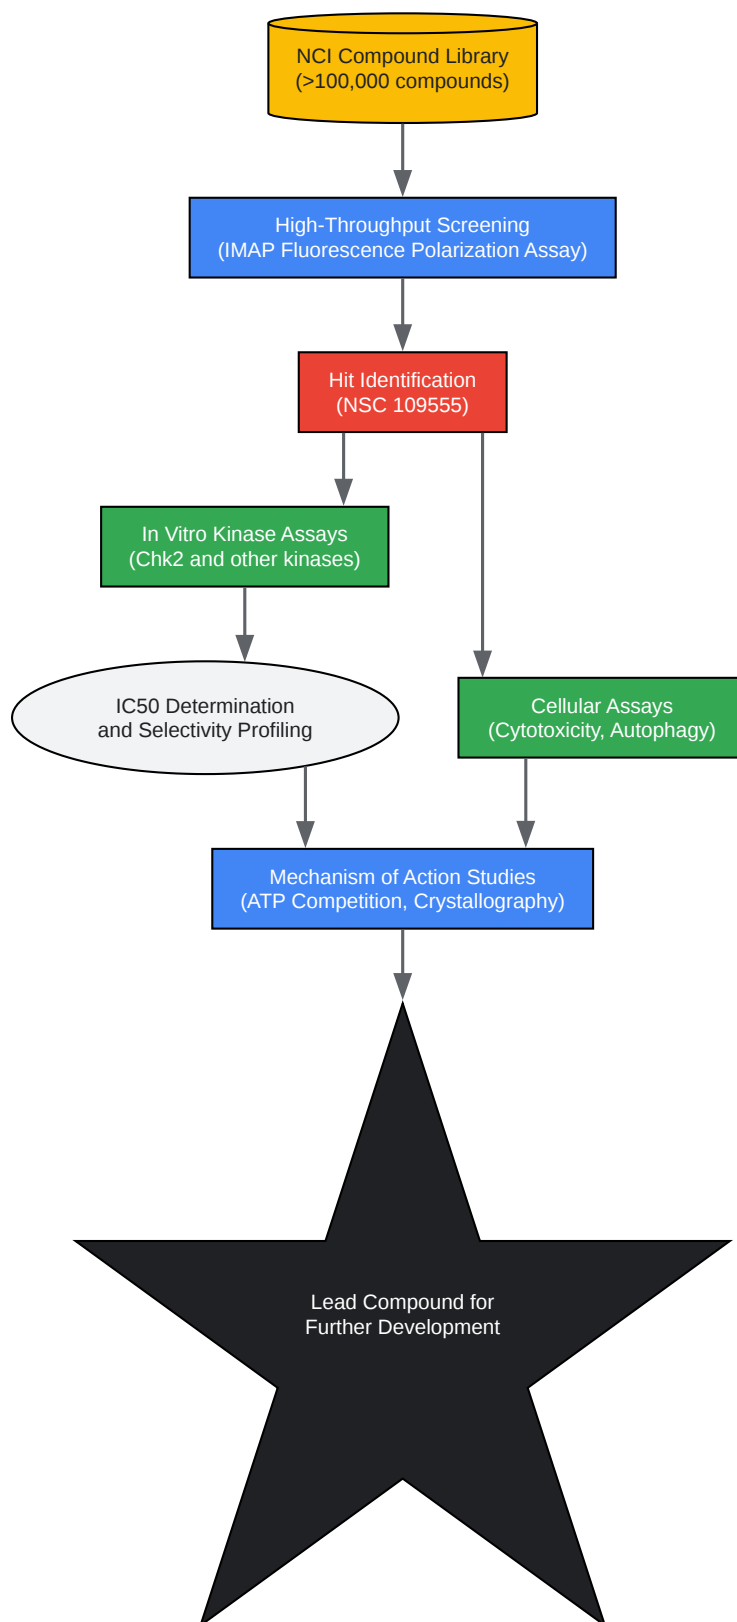 NCI Compound Library
(>100,000 compounds)
High-Throughput Screening
(IMAP Fluorescence Polarization Assay)
Hit Identification
(NSC 109555)
In Vitro Kinase Assays
(Chk2 and other kinases)
IC50 Determination
and Selectivity Profiling
Cellular Assays
(Cytotoxicity, Autophagy)
Mechanism of Action Studies
(ATP Competition, Crystallography)
Lead Compound for
Further Development